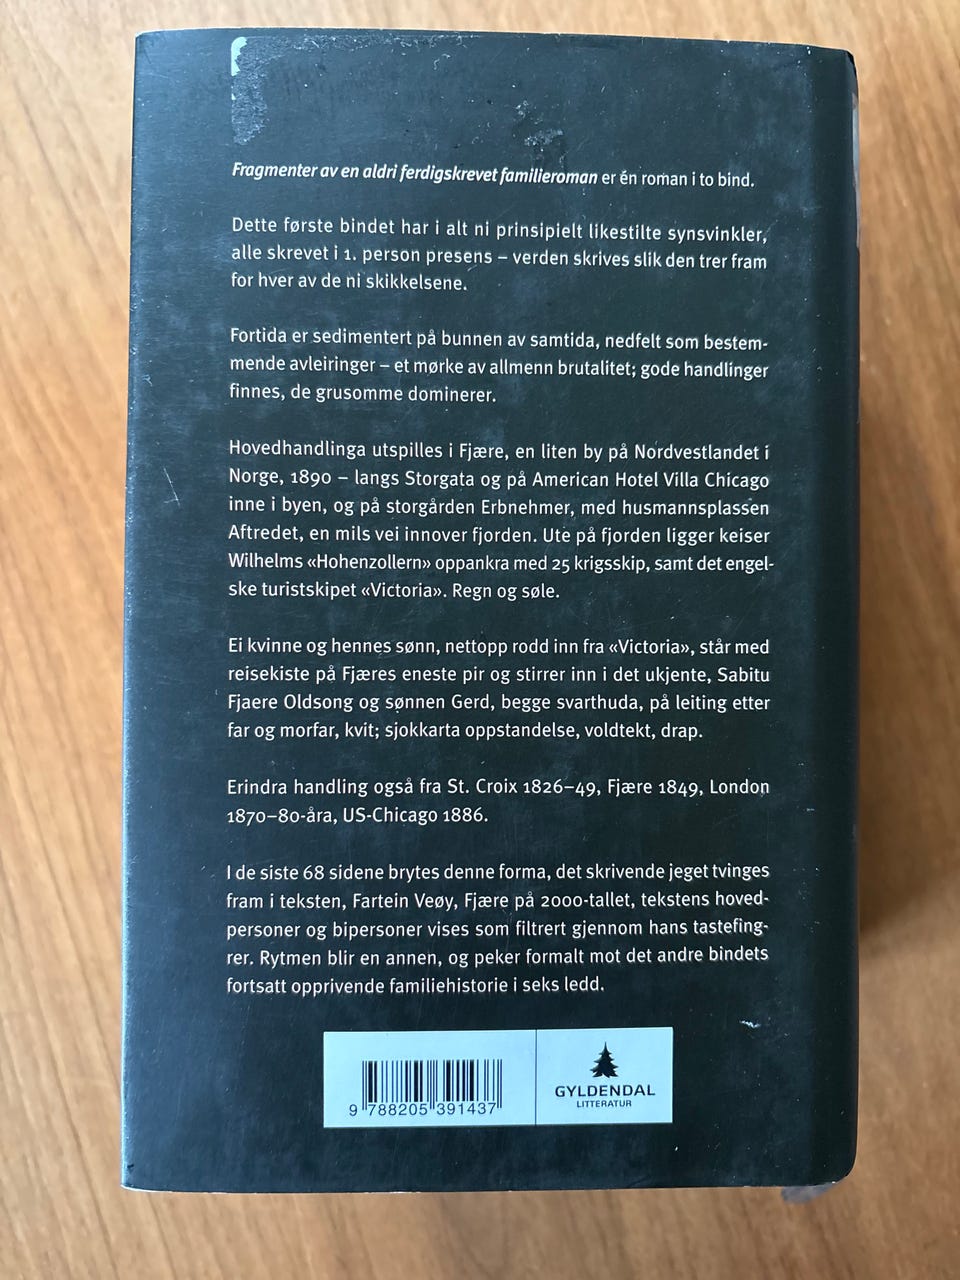 Fragmenter av en aldri ferdigskrevet familieroman er én roman i to bind.
Dette første bindet har i alt ni prinsipielt likestilte synsvinkler,
alle skrevet i 1. person presens – verden skrives slik den trer fram
for hver av de ni skikkelsene.
Fortida er sedimentert på bunnen av samtida, nedfelt som bestem-
mende avleiringer – et mørke av allmenn brutalitet; gode handlinger
finnes, de grusomme dominerer.
Hovedhandlinga utspilles i Fjære, en liten by på Nordvestlandet i
Norge, 1890 – langs Storgata og på American Hotel Villa Chicago
inne i byen, og på storgården Erbnehmer, med husmannsplassen
Aftredet, en mils vei innover fjorden. Ute på fjorden ligger keiser
Wilhelms «Hohenzollern» oppankra med 25 krigsskip, samt det engel-
ske turistskipet «Victoria». Regn og søle.
Ei kvinne og hennes sønn, nettopp rodd inn fra «Victoria», står med
reisekiste på Fjæres eneste pir og stirrer inn i det ukjente, Sabitu
Fjaere Oldsong og sønnen Gerd, begge svarthuda, på leiting etter
far og morfar, kvit; sjokkarta oppstandelse, voldtekt, drap.
Erindra handling også fra St. Croix 1826–49, Fjære 1849, London
1870–80-åra, US-Chicago 1886.
I de siste 68 sidene brytes denne forma, det skrivende jeget tvinges
fram i teksten, Fartein Veøy, Fjære på 2000-tallet, tekstens hoved-
personer og bipersoner vises som filtrert gjennom hans tastefing-
rer. Rytmen blir en annen, og peker formalt mot det andre bindets
fortsatt opprivende familiehistorie i seks ledd.
9 788205 391437
GYLDENDAL
LITTERATUR